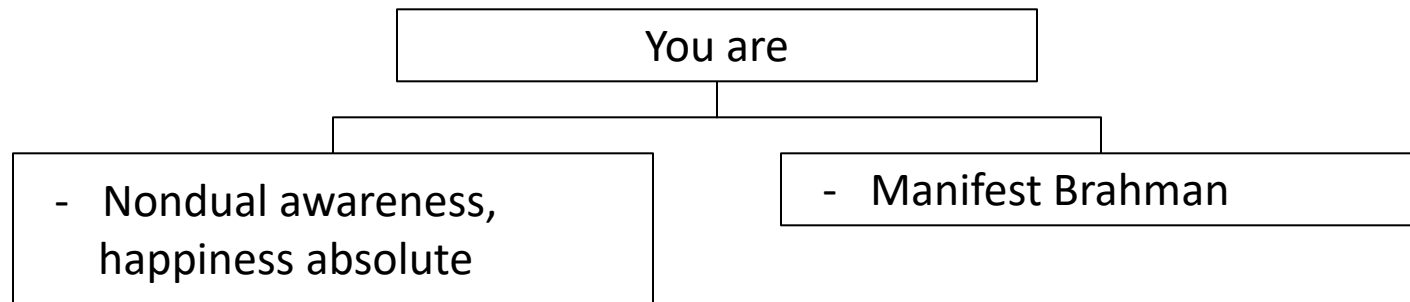 You are
- Nondual awareness,
happiness absolute
- Manifest Brahman